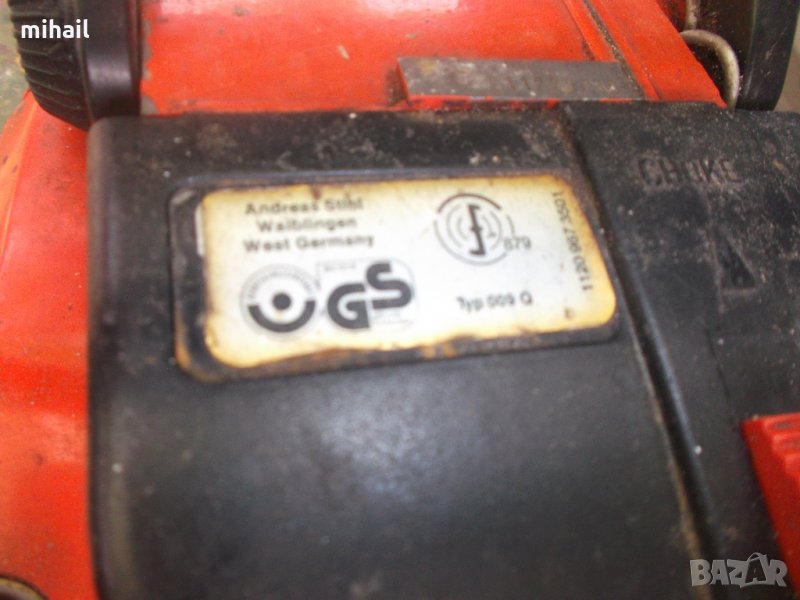 mihail
CHOKE
Andreas Stihl
Waiblingen
West Germany
879
GS
Typ 009 Q
1120 967 3501
BAZAR